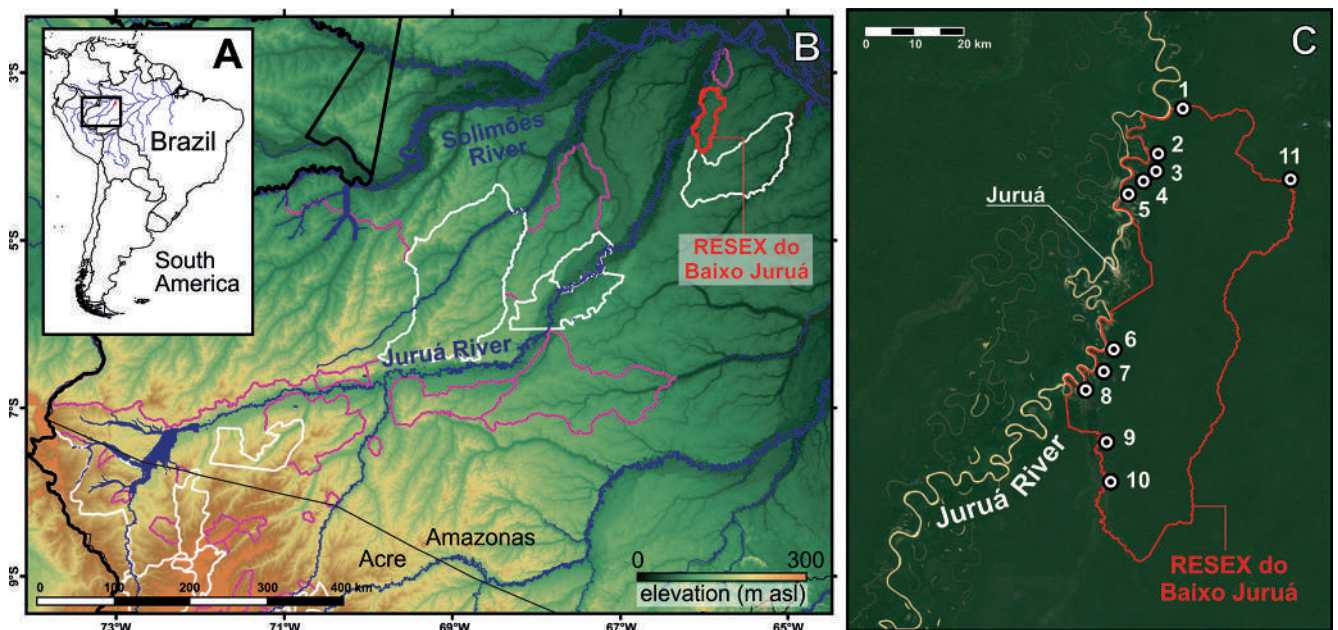 A
Brazil
South
America
B
3°S
5°S
7°S
9°S
Solimões
River
RESEX do
Baixo Juruá
Juruá River
Amazonas
Acre
0 100 200 300 400 km
0 300
elevation (m asl)
73°W 71°W 69°W 67°W 65°W
C
0 10 20 km
1
2
3
4
5
11
Juruá
6
7
8
9
10
Juruá River
RESEX do
Baixo Juruá